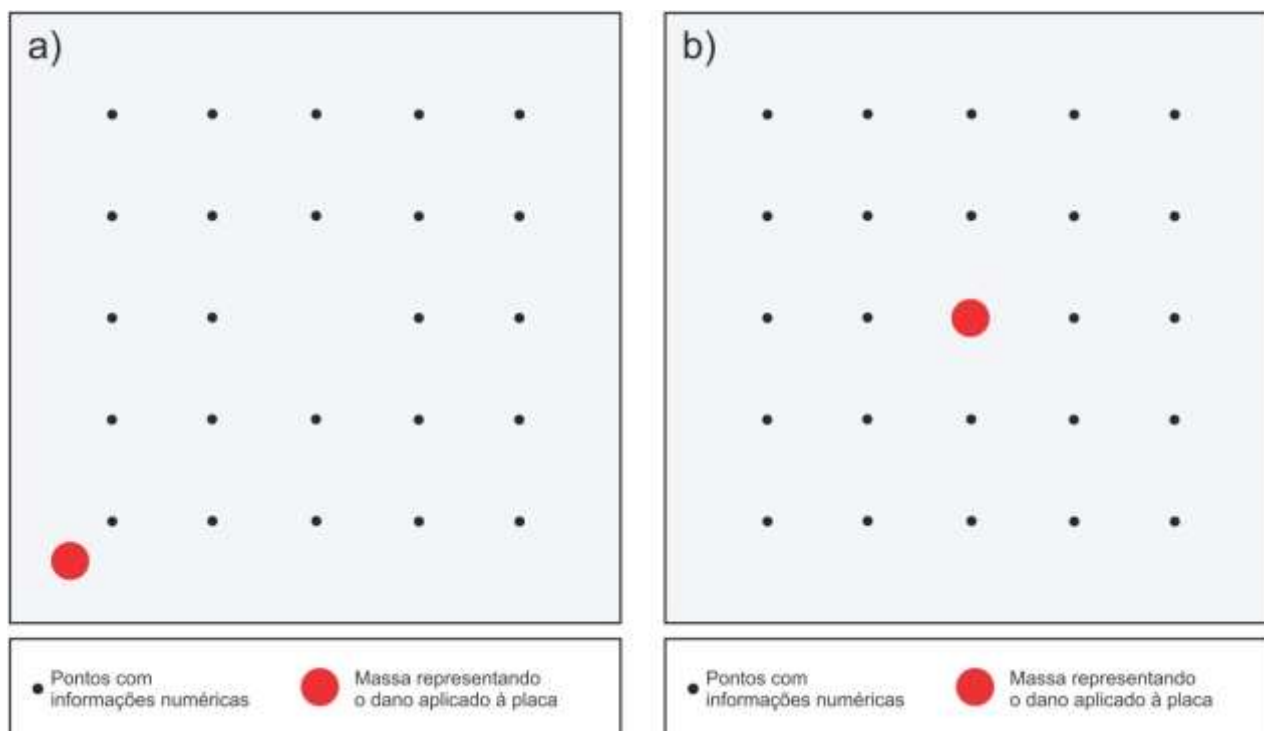 a)
b)
Pontos com
informações numéricas
Massa representando
o dano aplicado à placa
Pontos com
informações numéricas
Massa representando
o dano aplicado à placa